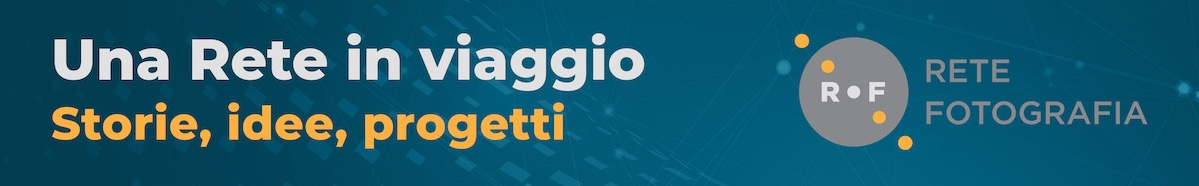 Una Rete in viaggio
Storie, idee, progetti
R•F
RETE
FOTOGRAFIA